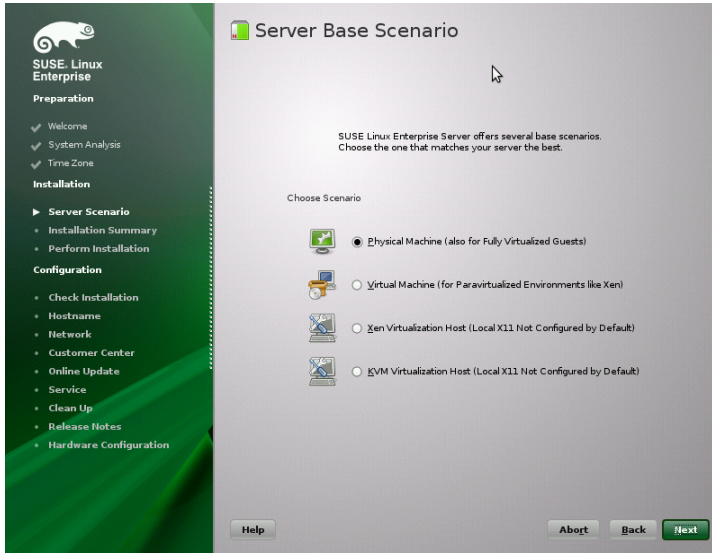 SUSE. Linux
Enterprise
Preparation
Welcome
System Analysis
Time Zone
Installation
Server Scenario
Installation Summary
Perform Installation
Configuration
Check Installation
Hostname
Network
Customer Center
Online Update
Service
Clean Up
Release Notes
Hardware Configuration
Server Base Scenario
SUSE Linux Enterprise Server offers several base scenarios.
Choose the one that matches your server the best.
Choose Scenario
Physical Machine (also for Fully Virtualized Guests)
Virtual Machine (for Paravirtualized Environments like Xen)
Xen Virtualization Host (Local X11 Not Configured by Default)
KVM Virtualization Host (Local X11 Not Configured by Default)
Help
Abort
Back
Next